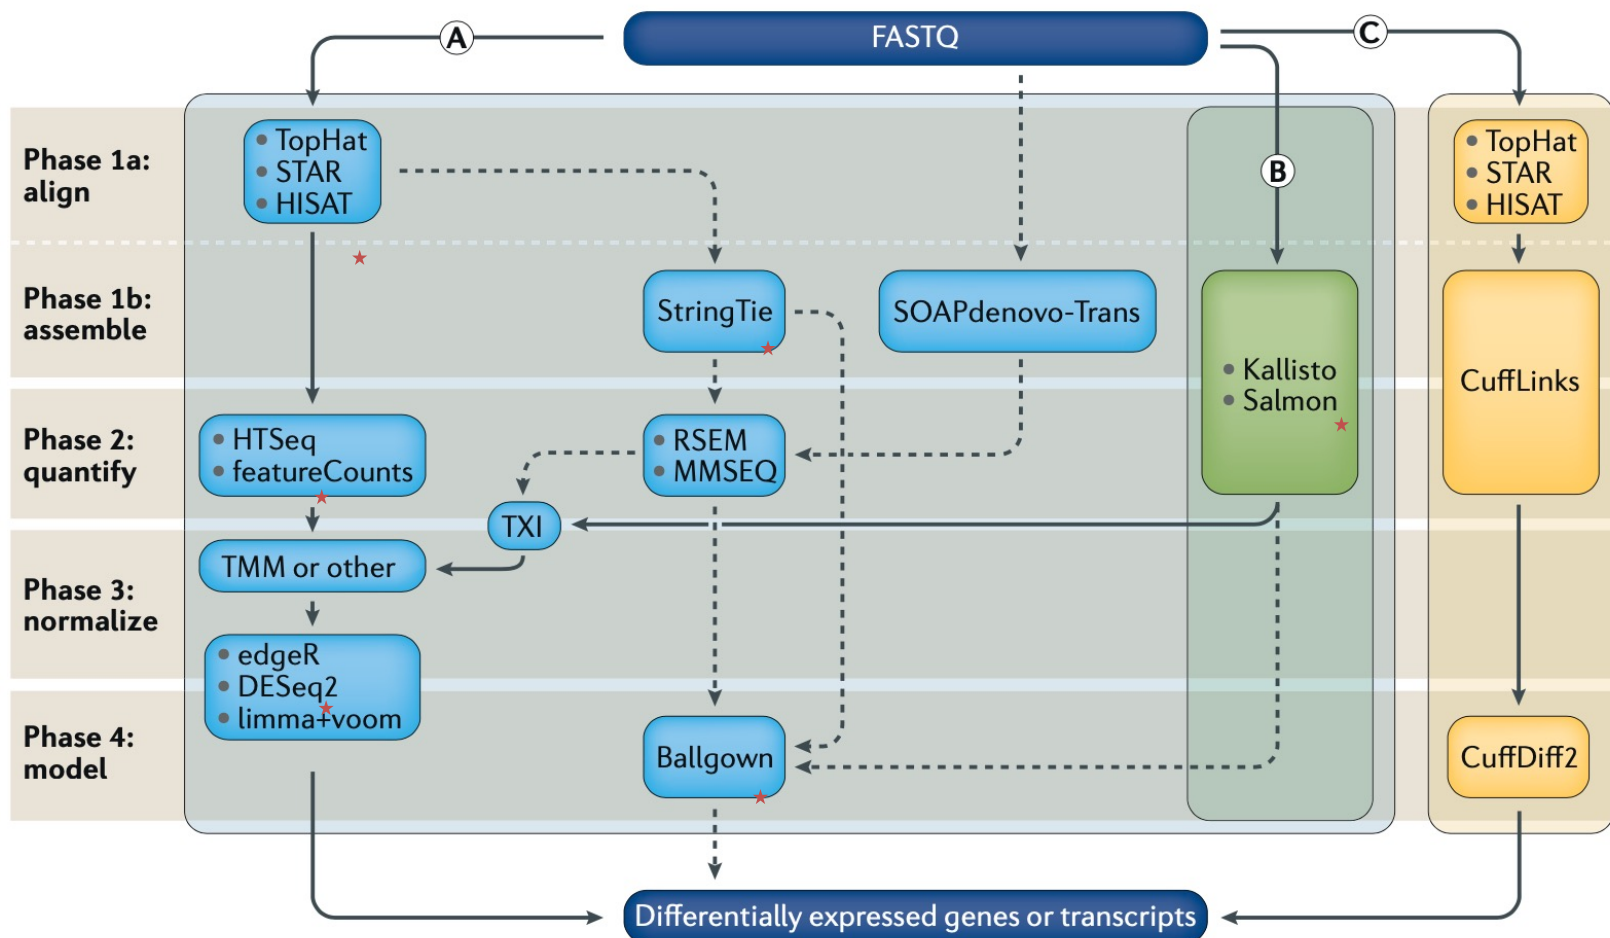 FASTQ
A
C
Phase 1a:
align
TopHat
STAR
HISAT
B
TopHat
STAR
HISAT
Phase 1b:
assemble
StringTie
SOAPdenovo-Trans
Kallisto
Salmon
CuffLinks
Phase 2:
quantify
HTSeq
featureCounts
RSEM
MMSEQ
TXI
Phase 3:
normalize
TMM or other
edgeR
DESeq2
limma+voom
Phase 4:
model
Ballgown
CuffDiff2
Differentially expressed genes or transcripts